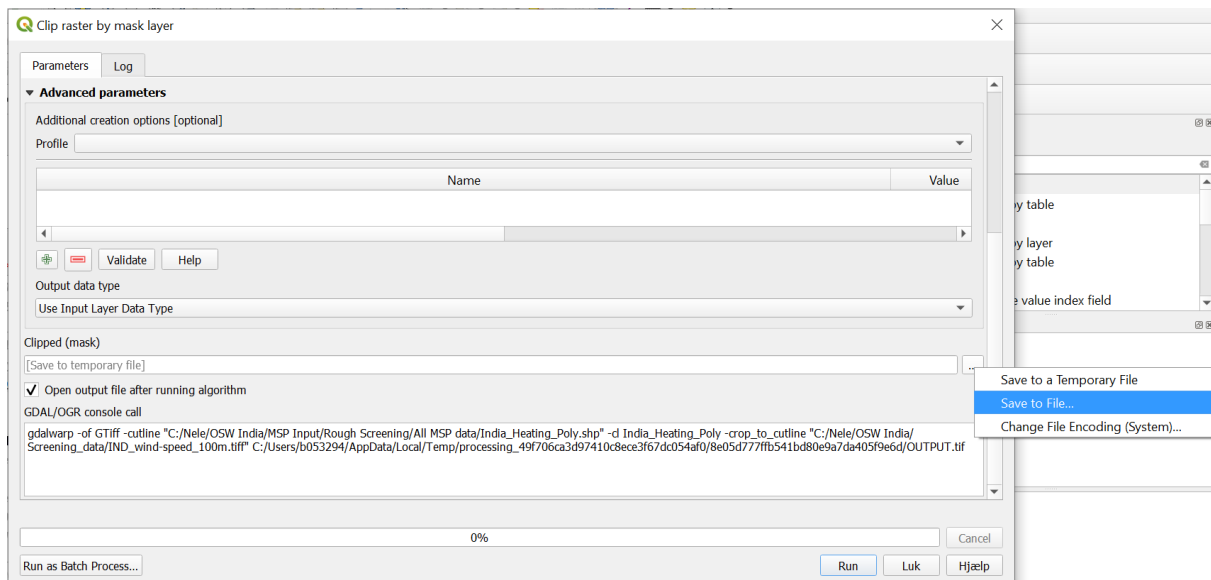 Clip raster by mask layer
Parameters
Log
Advanced parameters
Additional creation options [optional]
Profile
Name
Value
Validate
Help
Output data type
Use Input Layer Data Type
Clipped (mask)
[Save to temporary file]
...
Open output file after running algorithm
GDAL/OGR console call
gdalwarp -of GTiff -cutline "C:/Nele/OSW India/MSP Input/Rough Screening/All MSP data/India_Heating_Poly.shp" -cl India_Heating_Poly -crop_to_cutline "C:/Nele/OSW India/
Screening_data/IND_wind-speed_100m.tiff" C:/Users/b053294/AppData/Local/Temp/processing_49f706ca3d97410c8ece3f67dc054af0/8e05d777ffb541bd80e9a7da405f9e6d/OUTPUT.tif
0%
Cancel
Run as Batch Process...
Run
Luk
Hjælp
by table
by layer
by table
value index field
Save to a Temporary File
Save to File...
Change File Encoding (System)...